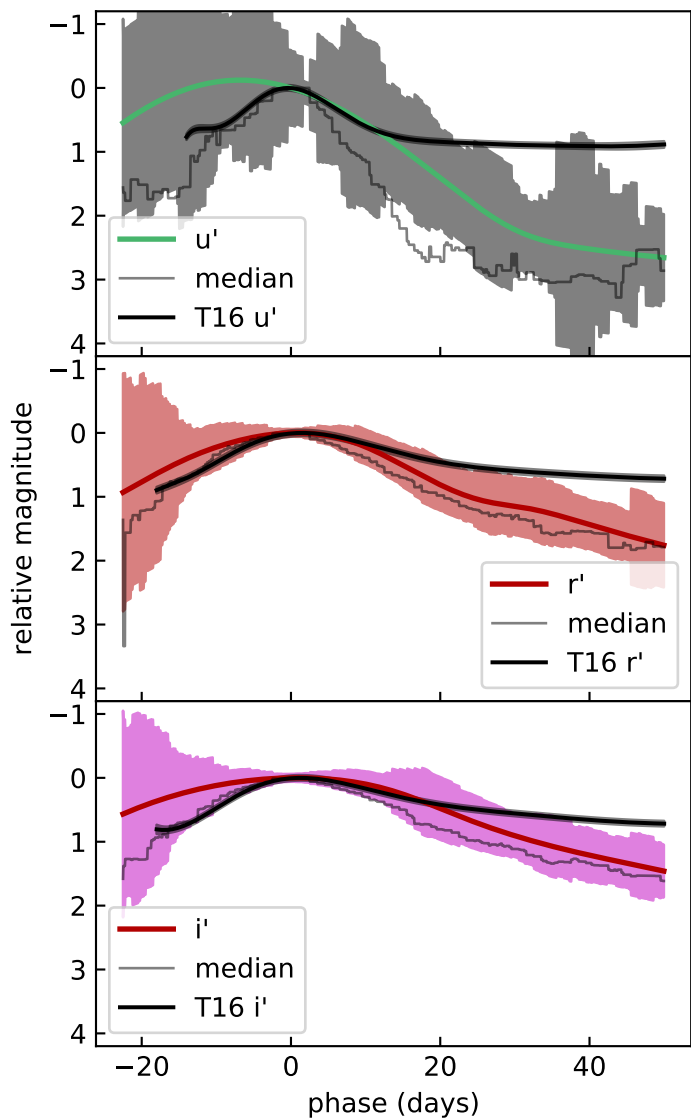 −1
0
1
2
3
4
u'
median
T16 u'
−1
0
1
2
3
4
r'
median
T16 r'
relative magnitude
−1
0
1
2
3
4
i'
median
T16 i'
−20
0
20
40
phase (days)